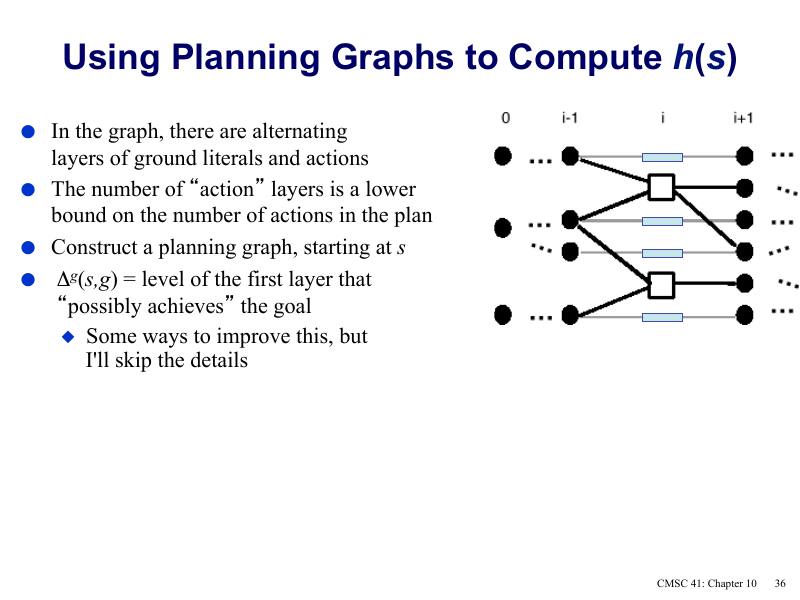 Using Planning Graphs to Compute h(s)
In the graph, there are alternating
layers of ground literals and actions
The number of “action” layers is a lower
bound on the number of actions in the plan
Construct a planning graph, starting at s
Δg(s,g) = level of the first layer that
“possibly achieves” the goal
Some ways to improve this, but
I'll skip the details
0 i-1 i i+1
CMSC 41: Chapter 10 36